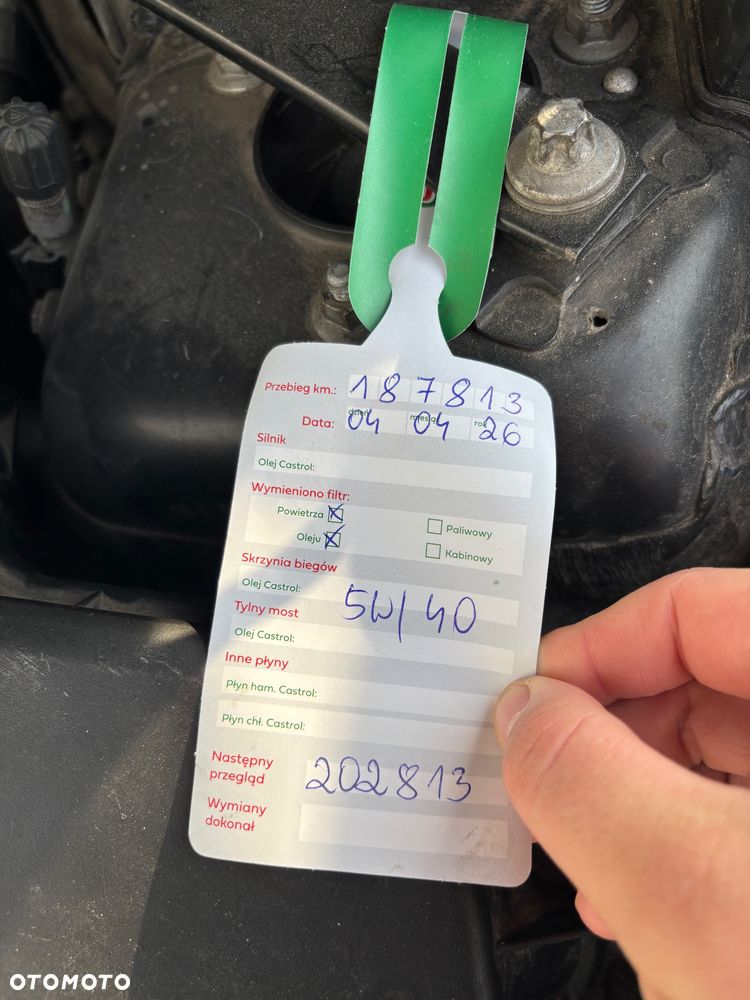 Przebieg km.: 187813
dzień miesiąc rok
Data: 04 04 26
Silnik
Olej Castrol:
Wymieniono filtr:
Powietrza Paliwowy
Oleju Kabinowy
Skrzynia biegów
Olej Castrol:
Tylny most 5W/40
Olej Castrol:
Inne płyny
Płyn ham. Castrol:
Płyn chł. Castrol:
Następny
przegląd 202813
Wymiany
dokonał
OTOMOTO